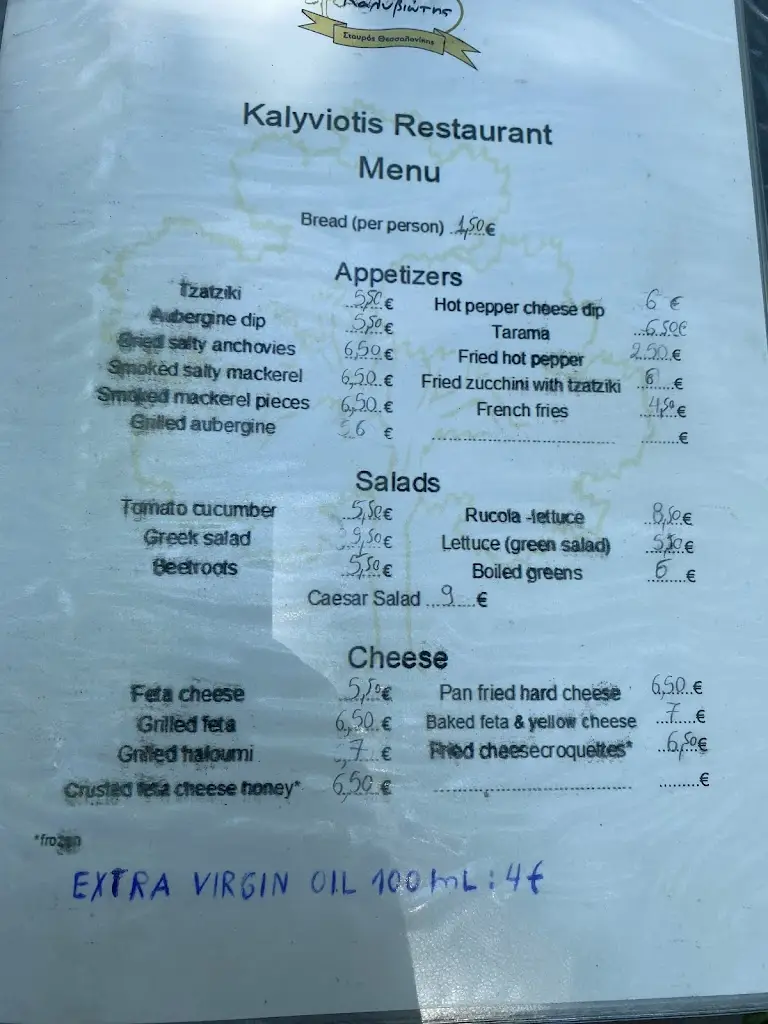 Καλυβιώτης
Σταυρός Θεσσαλονίκης
Kalyviotis Restaurant
Menu
Bread (per person) 1,50 €
Appetizers
Tzatziki 5,50 €
Aubergine dip 5,50 €
Dried salty anchovies 6,50 €
Smoked salty mackerel 6,50 €
Smoked mackerel pieces 6,50 €
Grilled aubergine 6 €
Hot pepper cheese dip 6 €
Tarama 6.50€
Fried hot pepper 2.50 €
Fried zucchini with tzatziki €
French fries 4,50 €
€
Salads
Tomato cucumber 5,50€
Greek salad 9,50€
Beetroots 5,50€
Rucola -lettuce 8,50€
Lettuce (green salad) 5,50€
Boiled greens 6 €
Caesar Salad 9 €
Cheese
Feta cheese 5,50€
Grilled feta 6,50 €
Grilled haloumi 7 €
Crusted feta cheese honey* 6,50 €
Pan fried hard cheese 6,50 €
Baked feta & yellow cheese 7 €
Fried cheesecroquettes* 6,50€
€
*frozen
EXTRA VIRGIN OIL 100 mL : 4€